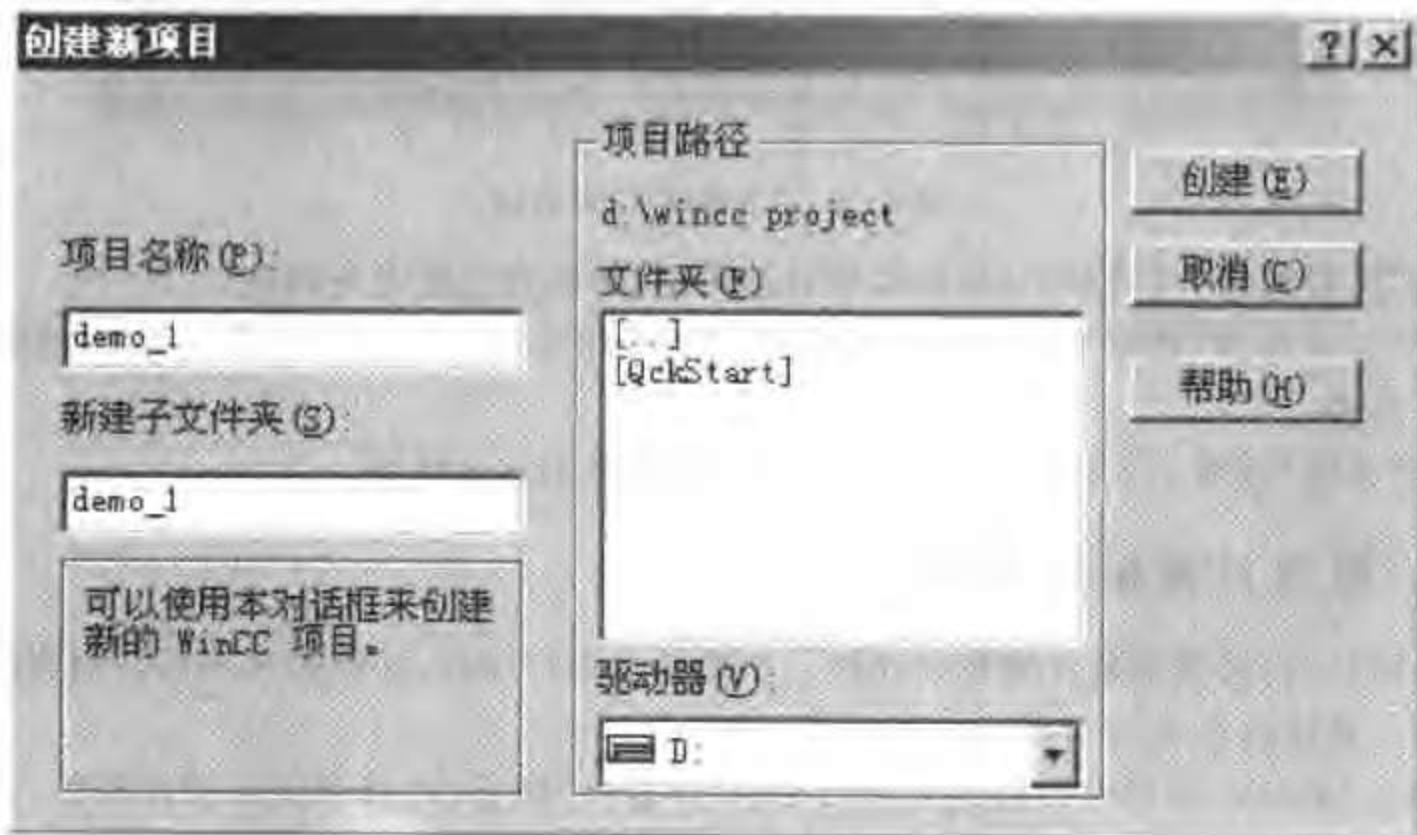 创建新项目
项目名称(P):
demo_1
新建子文件夹(S):
demo_1
可以使用本对话框来创建
新的 WinCC 项目。
项目路径
d:\wincc project
文件夹(F)
[..]
[QckStart]
驱动器(V):
D:
创建(E)
取消(C)
帮助(H)